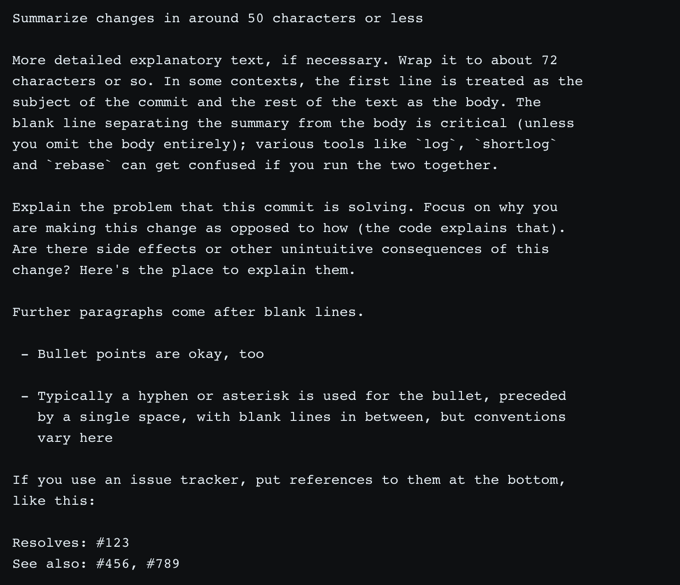 Summarize changes in around 50 characters or less

More detailed explanatory text, if necessary. Wrap it to about 72
characters or so. In some contexts, the first line is treated as the
subject of the commit and the rest of the text as the body. The
blank line separating the summary from the body is critical (unless
you omit the body entirely); various tools like `log`, `shortlog`
and `rebase` can get confused if you run the two together.

Explain the problem that this commit is solving. Focus on why you
are making this change as opposed to how (the code explains that).
Are there side effects or other unintuitive consequences of this
change? Here's the place to explain them.

Further paragraphs come after blank lines.

 - Bullet points are okay, too

 - Typically a hyphen or asterisk is used for the bullet, preceded
   by a single space, with blank lines in between, but conventions
   vary here

If you use an issue tracker, put references to them at the bottom,
like this:

Resolves: #123
See also: #456, #789